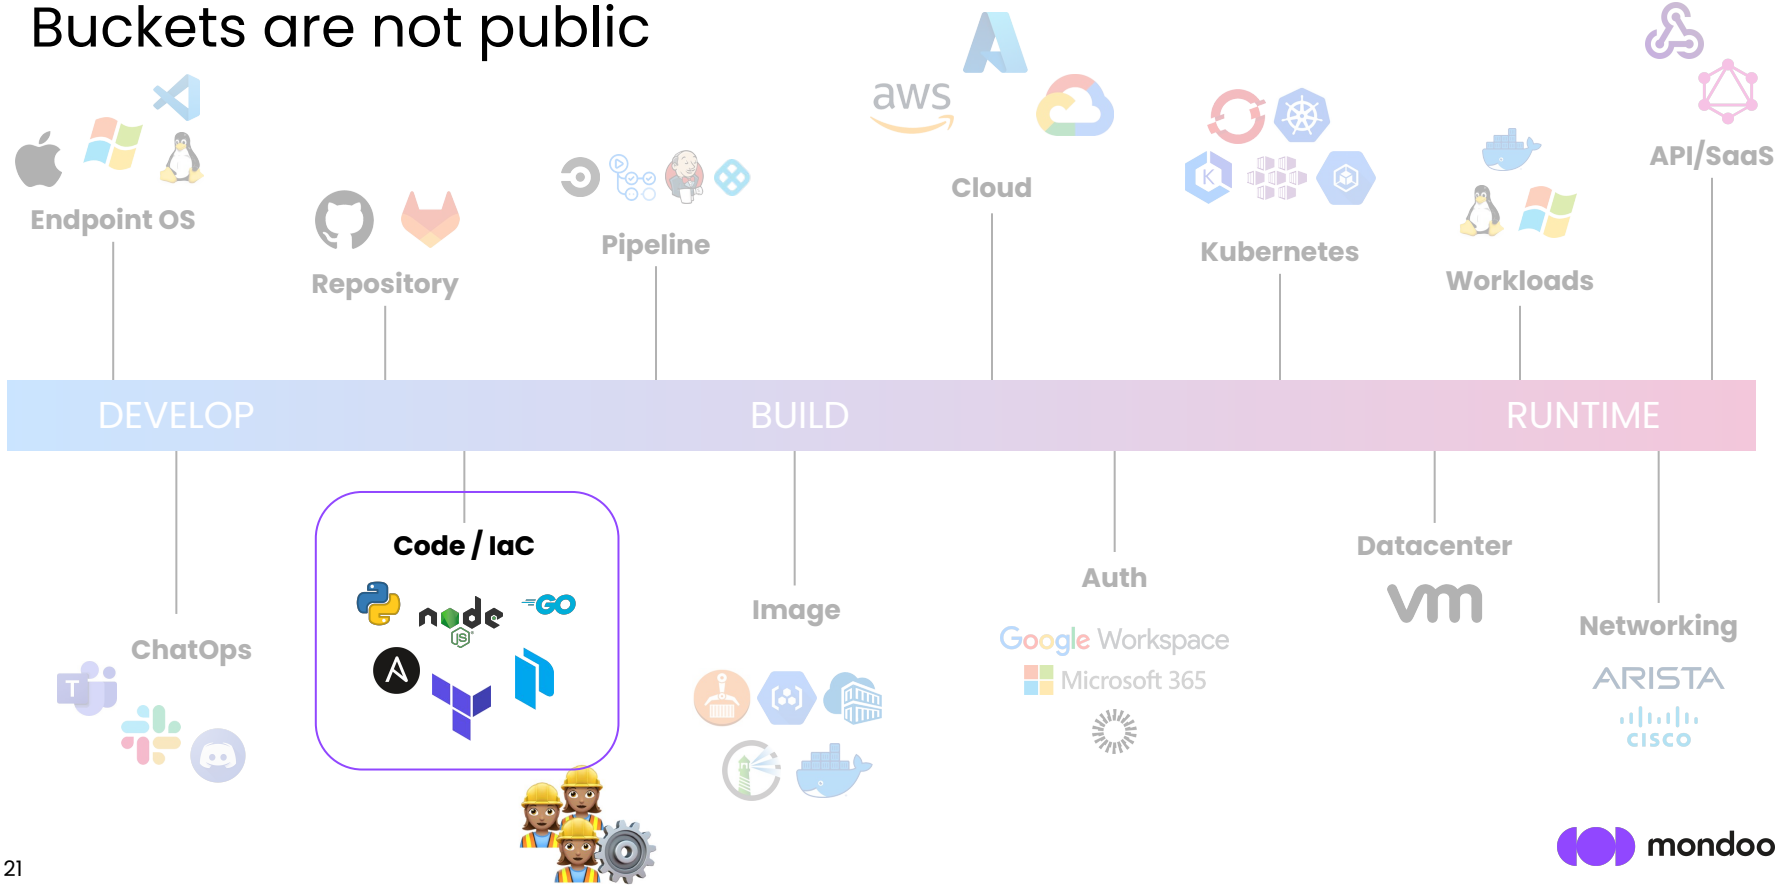 Buckets are not public
aws
Endpoint OS
Repository
Pipeline
Cloud
K
Kubernetes
Workloads
API/SaaS
DEVELOP
BUILD
RUNTIME
ChatOps
T
Code / IaC
node
JS
GO
A
Image
Auth
Google Workspace
Microsoft 365
Datacenter
vm
Networking
ARISTA
CISCO
21
mondoo